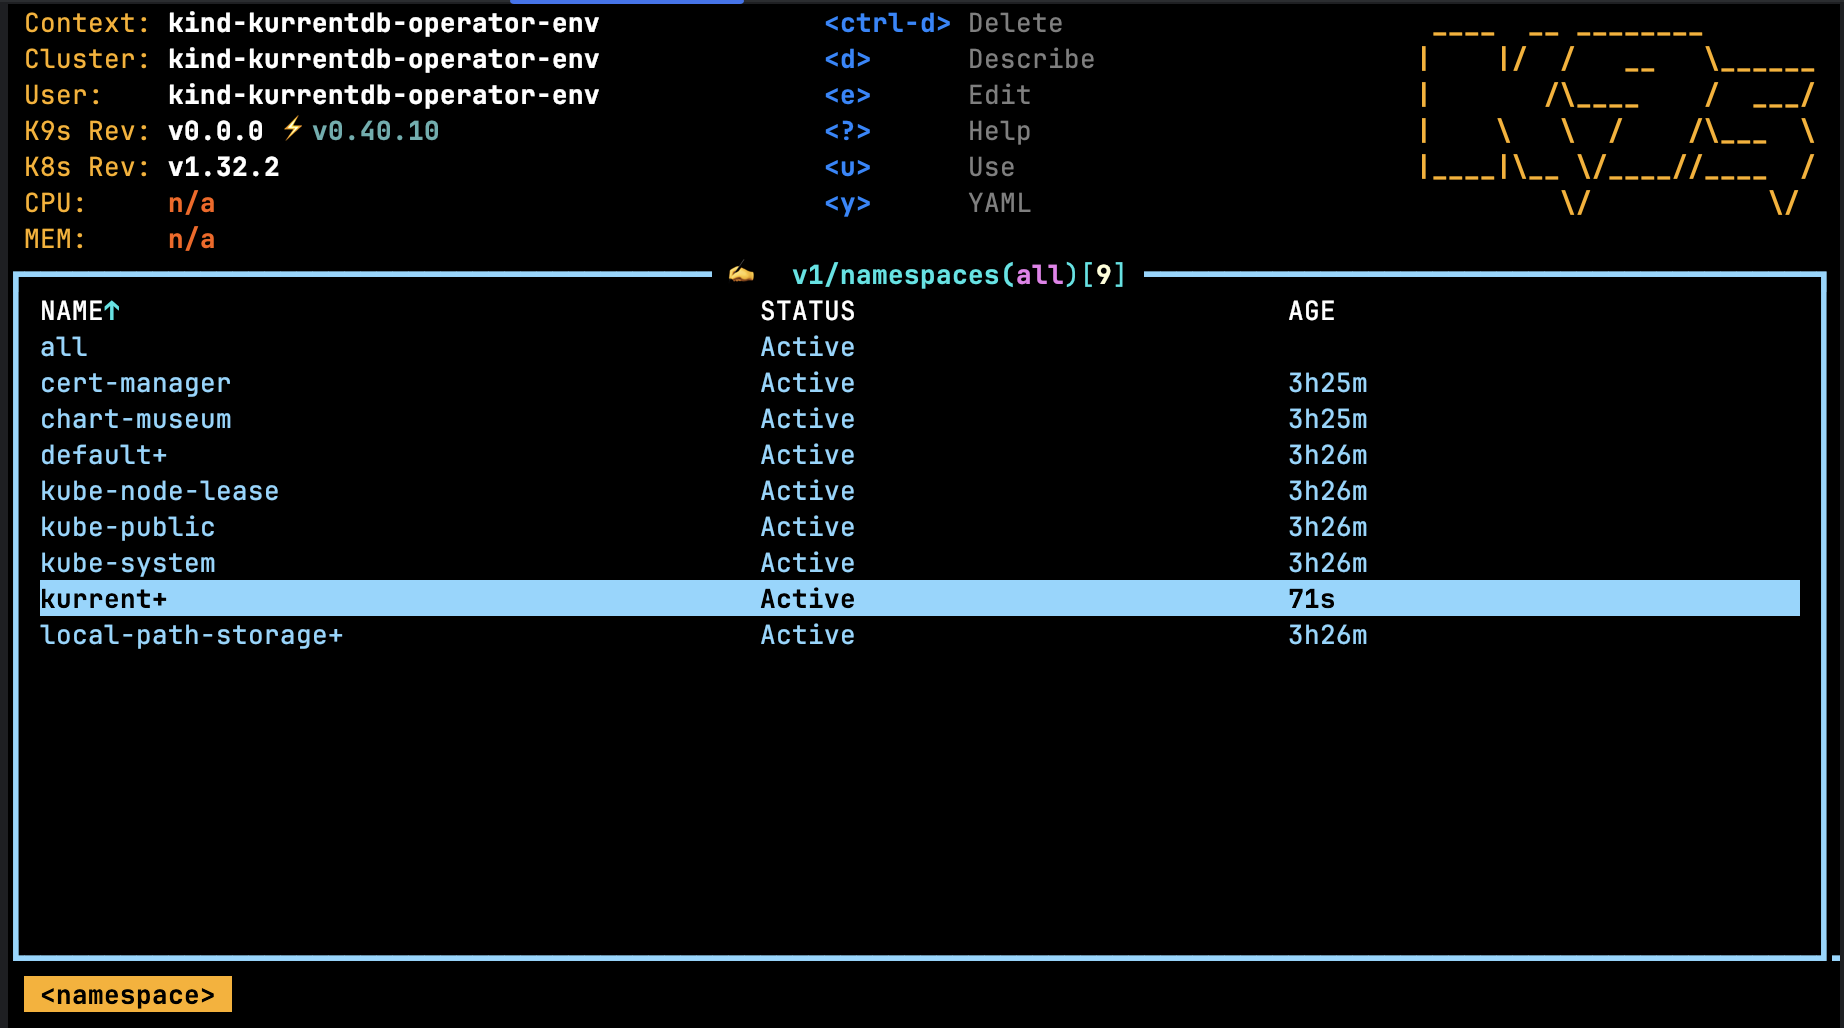 Context: kind-kurrentdb-operator-env <ctrl-d> Delete
Cluster: kind-kurrentdb-operator-env <d> Describe
User: kind-kurrentdb-operator-env <e> Edit
K9s Rev: v0.0.0 ⚡v0.40.10 <?> Help
K8s Rev: v1.32.2 <u> Use
CPU: n/a <y> YAML
MEM: n/a
✍️ v1/namespaces(all)[9]
NAME↑ STATUS AGE
all Active
cert-manager Active 3h25m
chart-museum Active 3h25m
default+ Active 3h26m
kube-node-lease Active 3h26m
kube-public Active 3h26m
kube-system Active 3h26m
kurrent+ Active 71s
local-path-storage+ Active 3h26m
<namespace>